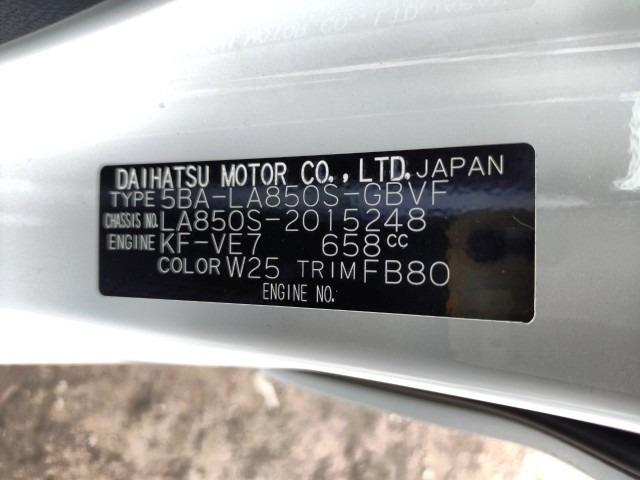 DAIHATSU MOTOR CO., LTD. JAPAN
TYPE 5BA-LA850S-GBVF
CHASSIS NO. LA850S-2015248
ENGINE KF-VE7 658cc
COLOR W25 TRIM FB80
ENGINE NO.